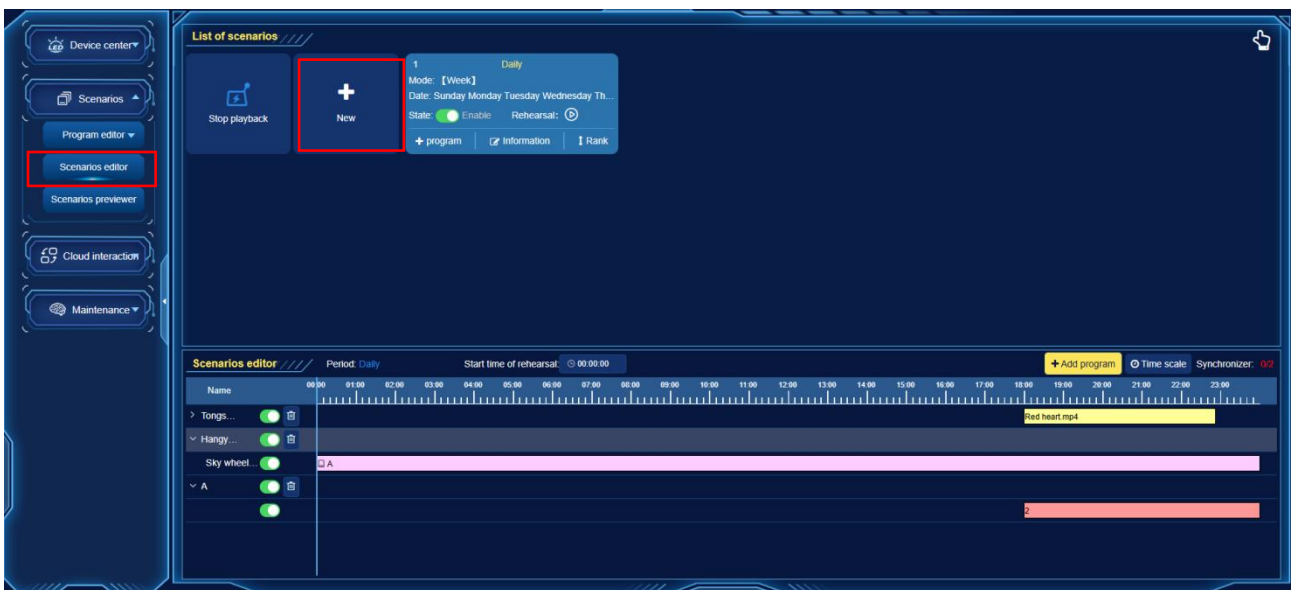 LED Device center
Scenarios
Program editor
Scenarios editor
Scenarios previewer
Cloud interaction
Maintenance
List of scenarios
Stop playback
New
1 Daily
Mode:【Week】
Date: Sunday Monday Tuesday Wednesday Th...
State: Enable Rehearsal:
+ program Information Rank
Scenarios editor Period: Daily Start time of rehearsal: 00:00:00 + Add program Time scale Synchronizer: 0/2
Name 00:00 01:00 02:00 03:00 04:00 05:00 06:00 07:00 08:00 09:00 10:00 11:00 12:00 13:00 14:00 15:00 16:00 17:00 18:00 19:00 20:00 21:00 22:00 23:00
Tongs... Red heart.mp4
Hangy...
Sky wheel... A
A
2